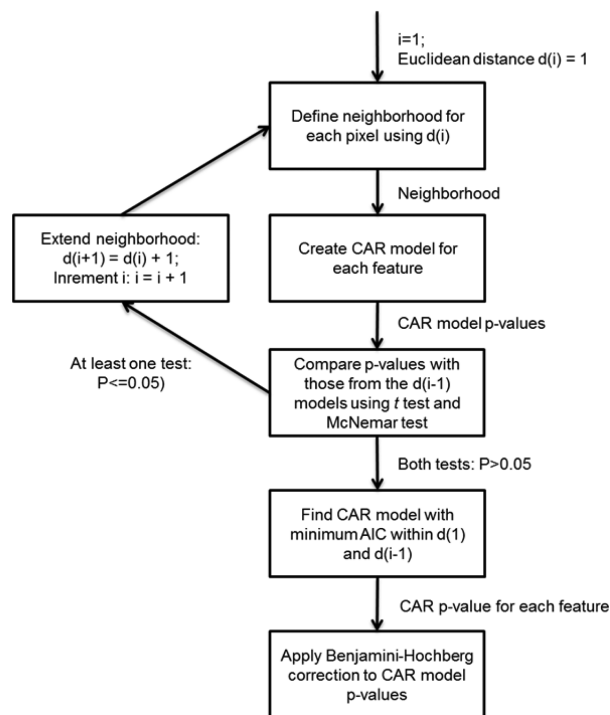 i=1;
Euclidean distance d(i) = 1
Define neighborhood for
each pixel using d(i)
Neighborhood
Extend neighborhood:
d(i+1) = d(i) + 1;
Inrement i: i = i + 1
Create CAR model for
each feature
CAR model p-values
At least one test:
P<=0.05)
Compare p-values with
those from the d(i-1)
models using t test and
McNemar test
Both tests: P>0.05
Find CAR model with
minimum AIC within d(1)
and d(i-1)
CAR p-value for each feature
Apply Benjamini-Hochberg
correction to CAR model
p-values